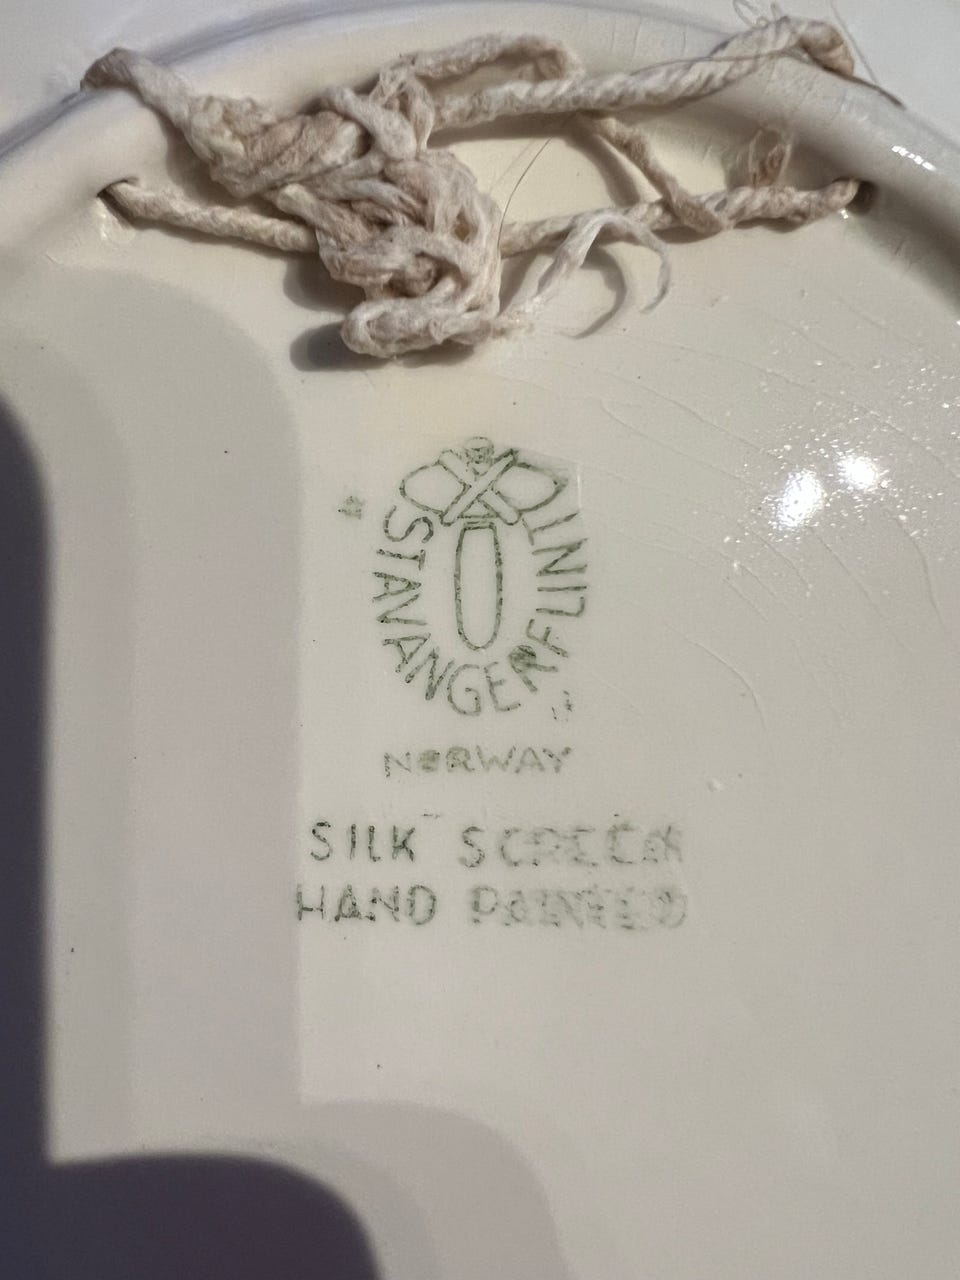 STAVANGERFLINT
NORWAY
SILK SCREEN
HAND PAINTED